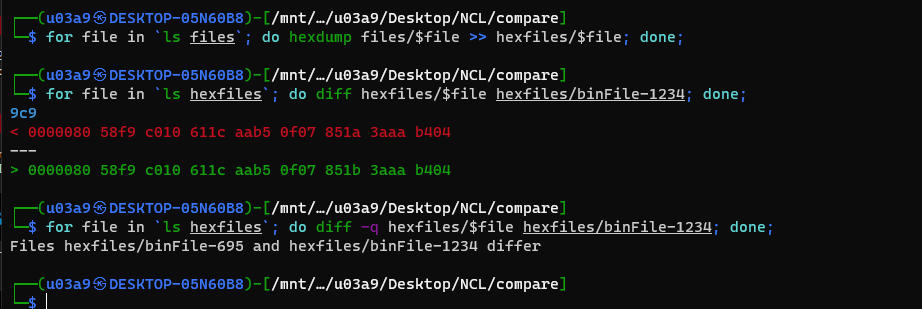 ┌──(u03a9㉿DESKTOP-05N60B8)-[/mnt/…/u03a9/Desktop/NCL/compare]
└─$ for file in `ls files`; do hexdump files/$file >> hexfiles/$file; done;
┌──(u03a9㉿DESKTOP-05N60B8)-[/mnt/…/u03a9/Desktop/NCL/compare]
└─$ for file in `ls hexfiles`; do diff hexfiles/$file hexfiles/binFile-1234; done;
9c9
< 0000080 58f9 c010 611c aab5 0f07 851a 3aaa b404
---
> 0000080 58f9 c010 611c aab5 0f07 851b 3aaa b404
┌──(u03a9㉿DESKTOP-05N60B8)-[/mnt/…/u03a9/Desktop/NCL/compare]
└─$ for file in `ls hexfiles`; do diff -q hexfiles/$file hexfiles/binFile-1234; done;
Files hexfiles/binFile-695 and hexfiles/binFile-1234 differ
┌──(u03a9㉿DESKTOP-05N60B8)-[/mnt/…/u03a9/Desktop/NCL/compare]
└─$